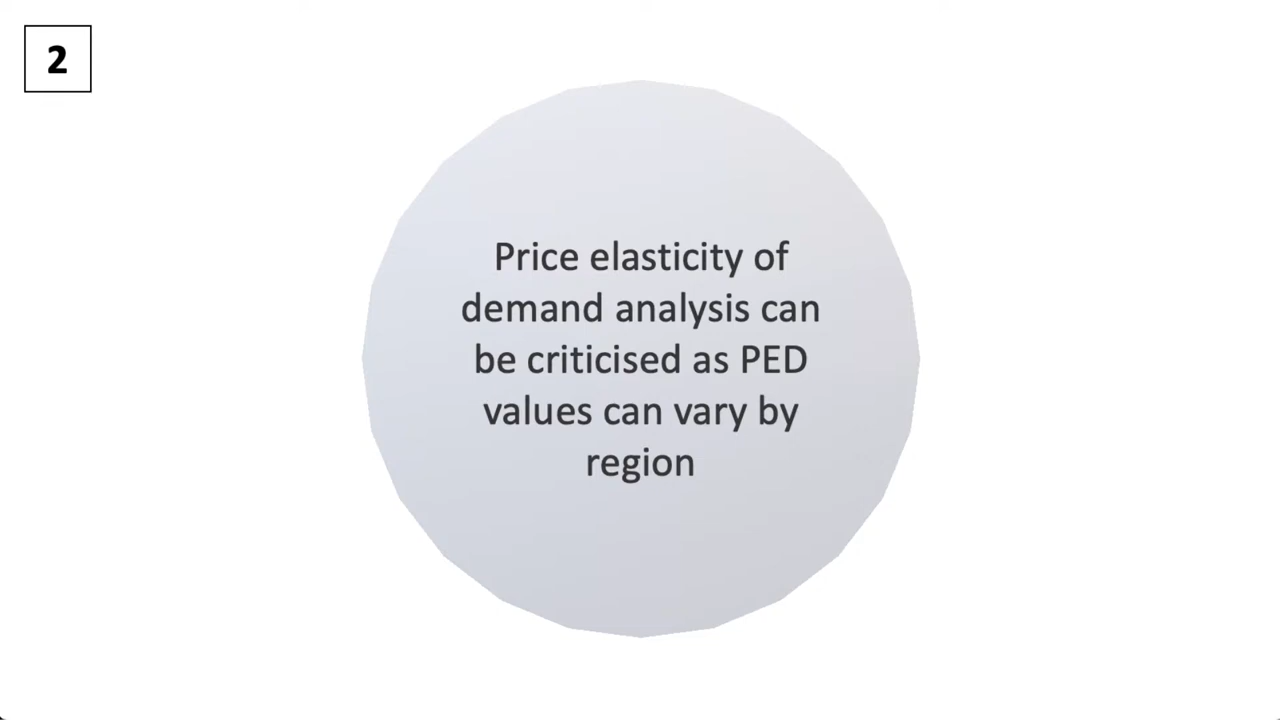 2
Price elasticity of
demand analysis can
be criticised as PED
values can vary by
region